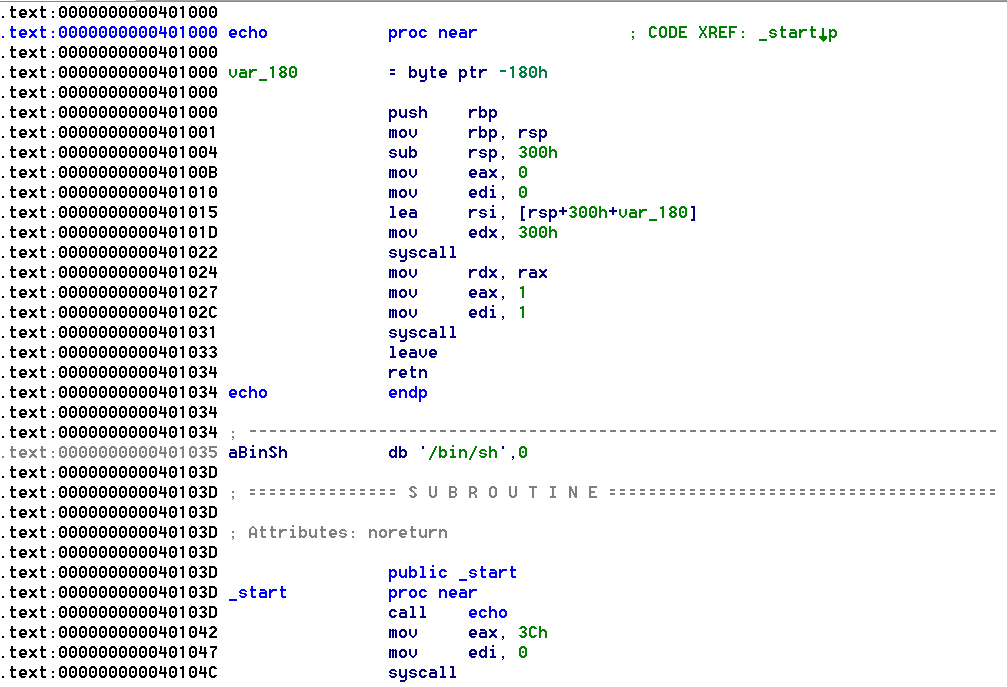 .text:0000000000401000
.text:0000000000401000 echo            proc near               ; CODE XREF: _start↓p
.text:0000000000401000
.text:0000000000401000 var_180         = byte ptr -180h
.text:0000000000401000
.text:0000000000401000                 push    rbp
.text:0000000000401001                 mov     rbp, rsp
.text:0000000000401004                 sub     rsp, 300h
.text:000000000040100B                 mov     eax, 0
.text:0000000000401010                 mov     edi, 0
.text:0000000000401015                 lea     rsi, [rsp+300h+var_180]
.text:000000000040101D                 mov     edx, 300h
.text:0000000000401022                 syscall
.text:0000000000401024                 mov     rdx, rax
.text:0000000000401027                 mov     eax, 1
.text:000000000040102C                 mov     edi, 1
.text:0000000000401031                 syscall
.text:0000000000401033                 leave
.text:0000000000401034                 retn
.text:0000000000401034 echo            endp
.text:0000000000401034
.text:0000000000401034 ; ---------------------------------------------------------------------------
.text:0000000000401035 aBinSh          db '/bin/sh',0
.text:000000000040103D
.text:000000000040103D ; =============== S U B R O U T I N E =======================================
.text:000000000040103D
.text:000000000040103D ; Attributes: noreturn
.text:000000000040103D
.text:000000000040103D                 public _start
.text:000000000040103D _start          proc near
.text:000000000040103D                 call    echo
.text:0000000000401042                 mov     eax, 3Ch
.text:0000000000401047                 mov     edi, 0
.text:000000000040104C                 syscall